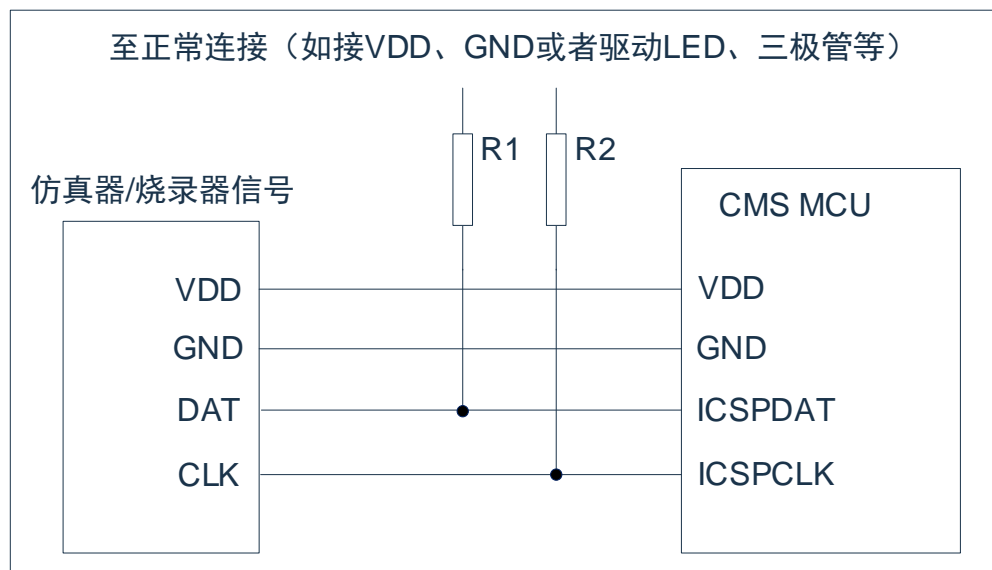 至正常连接（如接VDD、GND或者驱动LED、三极管等）
R1
R2
仿真器/烧录器信号
CMS MCU
VDD
VDD
GND
GND
DAT
ICSPDAT
CLK
ICSPCLK